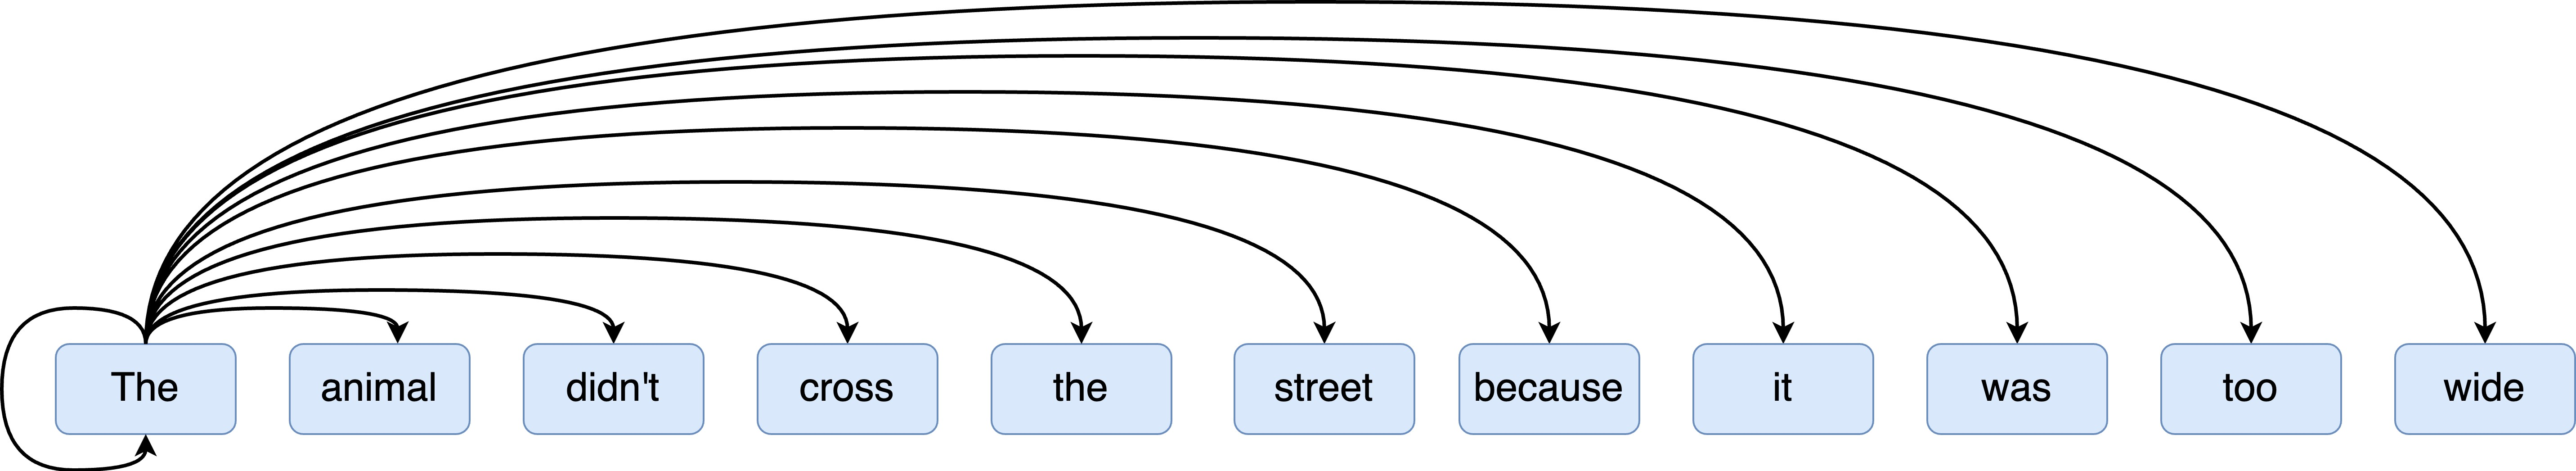 The animal didn't cross the street because it was too wide